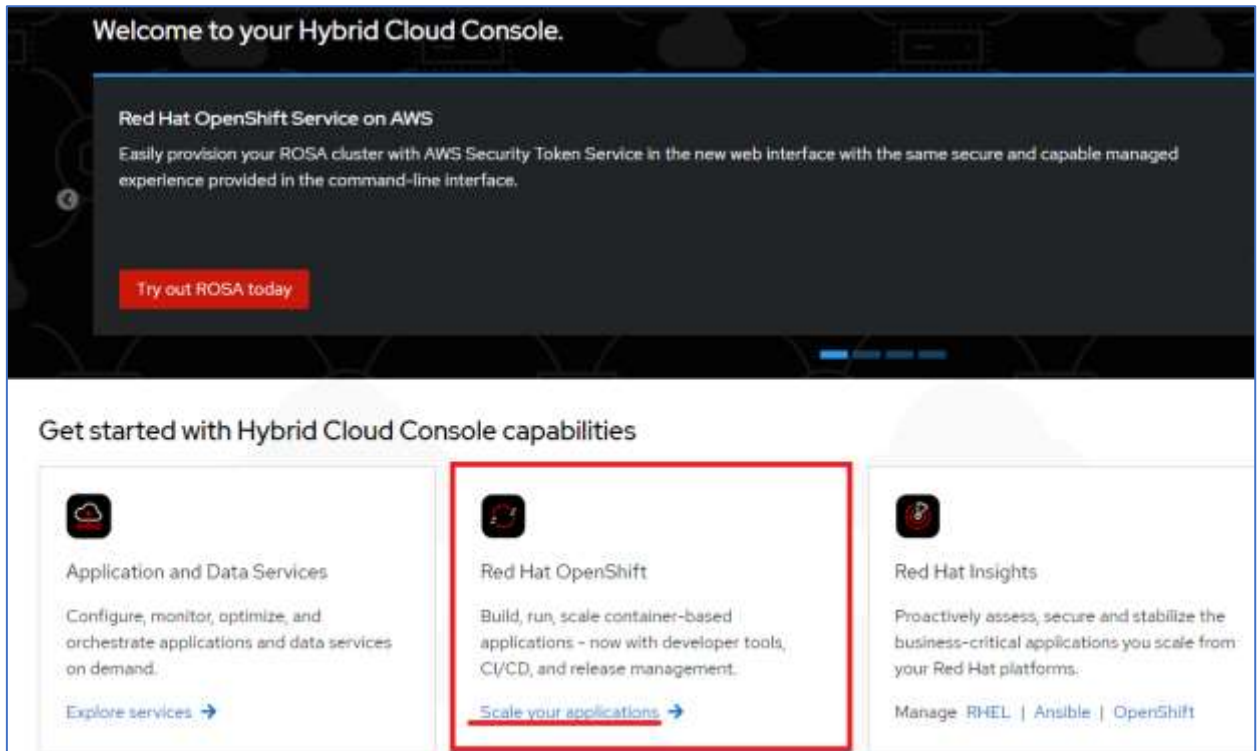 Welcome to your Hybrid Cloud Console.
Red Hat OpenShift Service on AWS
Easily provision your ROSA cluster with AWS Security Token Service in the new web interface with the same secure and capable managed
experience provided in the command-line interface.
Try out ROSA today
Get started with Hybrid Cloud Console capabilities
Application and Data Services
Configure, monitor, optimize, and
orchestrate applications and data services
on demand.
Explore services →
Red Hat OpenShift
Build, run, scale container-based
applications - now with developer tools,
CI/CD, and release management.
Scale your applications →
Red Hat Insights
Proactively assess, secure and stabilize the
business-critical applications you scale from
your Red Hat platforms.
Manage RHEL | Ansible | OpenShift